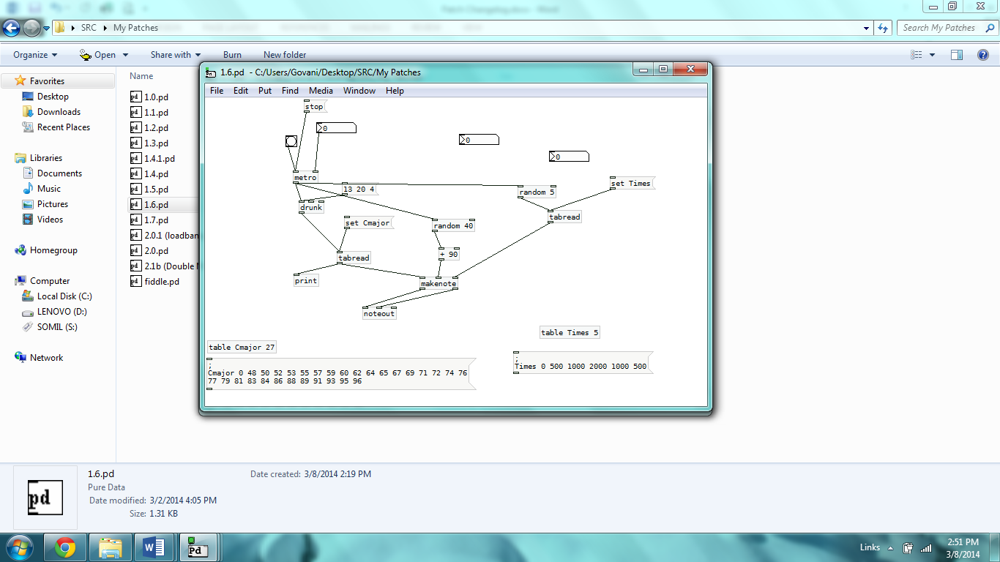 Patch Changelog.docx - Word
SRC
My Patches
Search My Patches
Organize
Open
Share with
Burn
New folder
Favorites
Desktop
Downloads
Recent Places
Libraries
Documents
Music
Pictures
Videos
Homegroup
Computer
Local Disk (C:)
LENOVO (D:)
SOMIL (S:)
Network
Name
1.0.pd
1.1.pd
1.2.pd
1.3.pd
1.4.1.pd
1.4.pd
1.5.pd
1.6.pd
1.7.pd
2.0.1 (loadban
2.0.pd
2.1b (Double
fiddle.pd
1.6.pd - C:/Users/Govani/Desktop/SRC/My Patches
File Edit Put Find Media Window Help
stop
0
0
0
metro
13 20 4
random 5
set Times
drunk
set Cmajor
random 40
tabread
+ 90
tabread
print
makenote
noteout
table Times 5
table Cmajor 27
;
Times 0 500 1000 2000 1000 500
;
Cmajor 0 48 50 52 53 55 57 59 60 62 64 65 67 69 71 72 74 76
77 79 81 83 84 86 88 89 91 93 95 96
pd
1.6.pd
Pure Data
Date modified: 3/2/2014 4:05 PM
Size: 1.31 KB
Date created: 3/8/2014 2:19 PM
Pd
Links
2:51 PM
3/8/2014